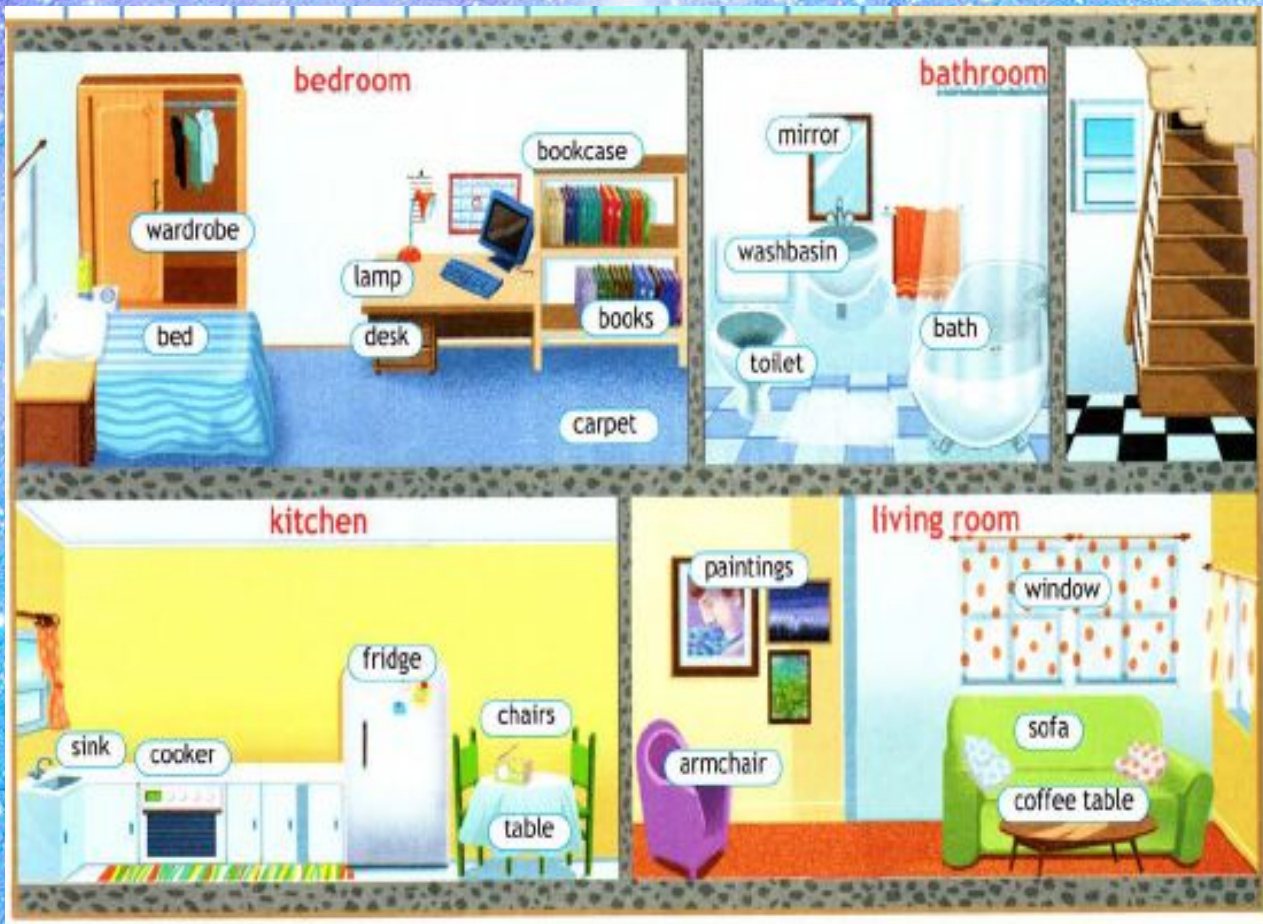 bedroom
bookcase
wardrobe
lamp
books
desk
bed
carpet
bathroom
mirror
washbasin
bath
toilet
kitchen
fridge
chairs
sink
cooker
table
living room
paintings
window
sofa
armchair
coffee table